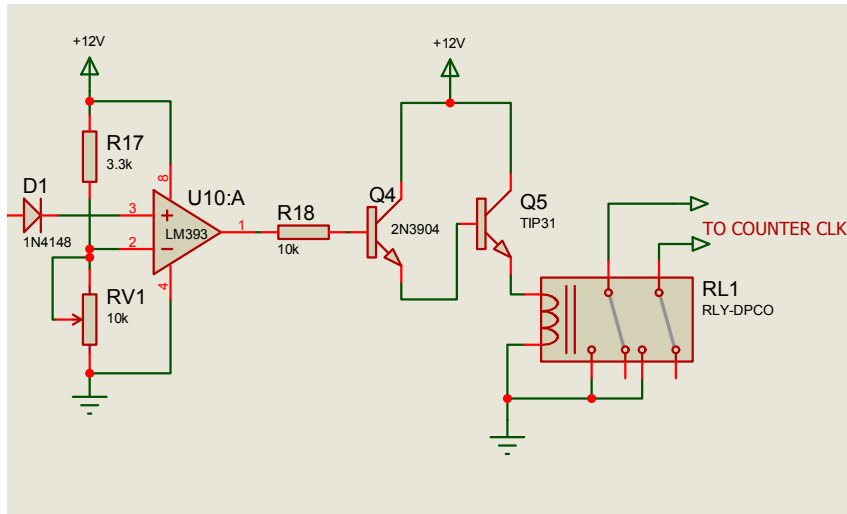 +12V
+12V
R17
3.3k
D1
1N4148
8
3
2
U10:A
LM393
1
4
R18
10k
Q4
2N3904
Q5
TIP31
TO COUNTER CLK
RV1
10k
RL1
RLY-DPCO